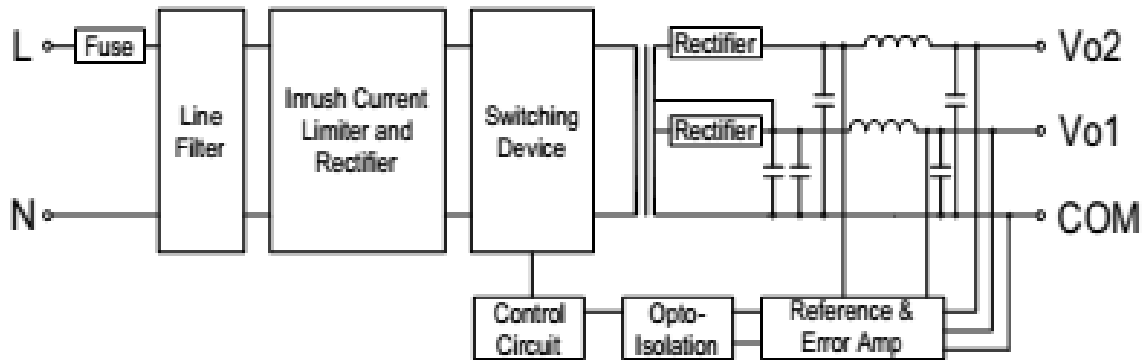 L
Fuse
Line
Filter
Inrush Current
Limiter and
Rectifier
Switching
Device
Rectifier
Rectifier
Vo2
Vo1
N
COM
Control
Circuit
Opto-
Isolation
Reference &
Error Amp